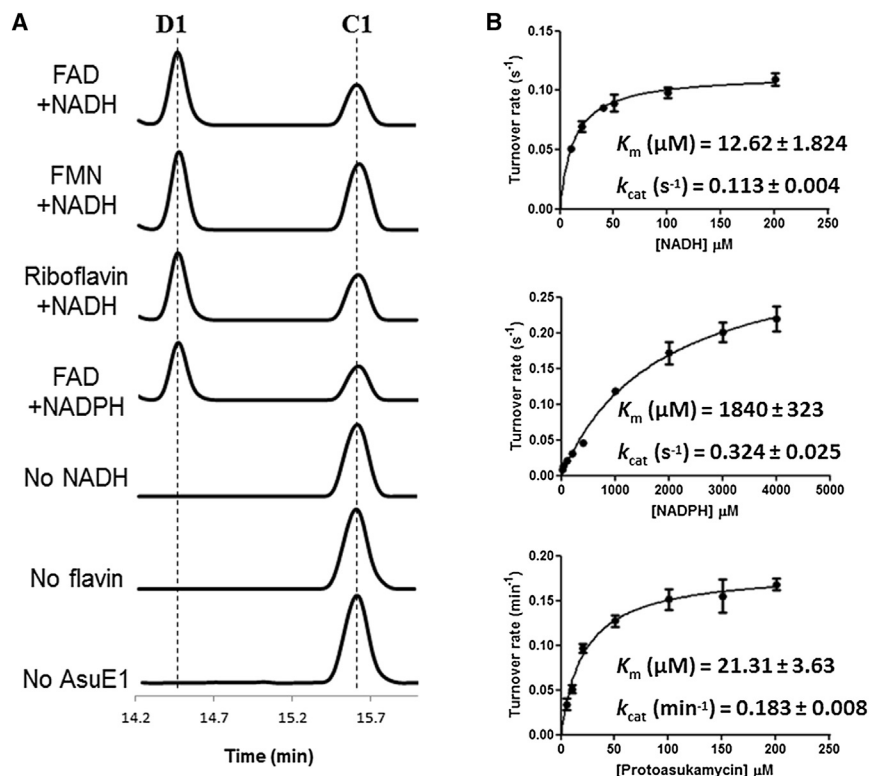 A
D1 C1
FAD
+NADH
FMN
+NADH
Riboflavin
+NADH
FAD
+NADPH
No NADH
No flavin
No AsuE1
14.2 14.7 15.2 15.7
Time (min)
B
Turnover rate (s⁻¹)
0.15
0.10
0.05
0.00
Km (µM) = 12.62 ± 1.824
kcat (s⁻¹) = 0.113 ± 0.004
0 50 100 150 200 250
[NADH] µM
Turnover rate (s⁻¹)
0.25
0.20
0.15
0.10
0.05
0.00
Km (µM) = 1840 ± 323
kcat (s⁻¹) = 0.324 ± 0.025
0 1000 2000 3000 4000 5000
[NADPH] µM
Turnover rate (min⁻¹)
0.20
0.15
0.10
0.05
0.00
Km (µM) = 21.31 ± 3.63
kcat (min⁻¹) = 0.183 ± 0.008
0 50 100 150 200 250
[Protoasukamycin] µM